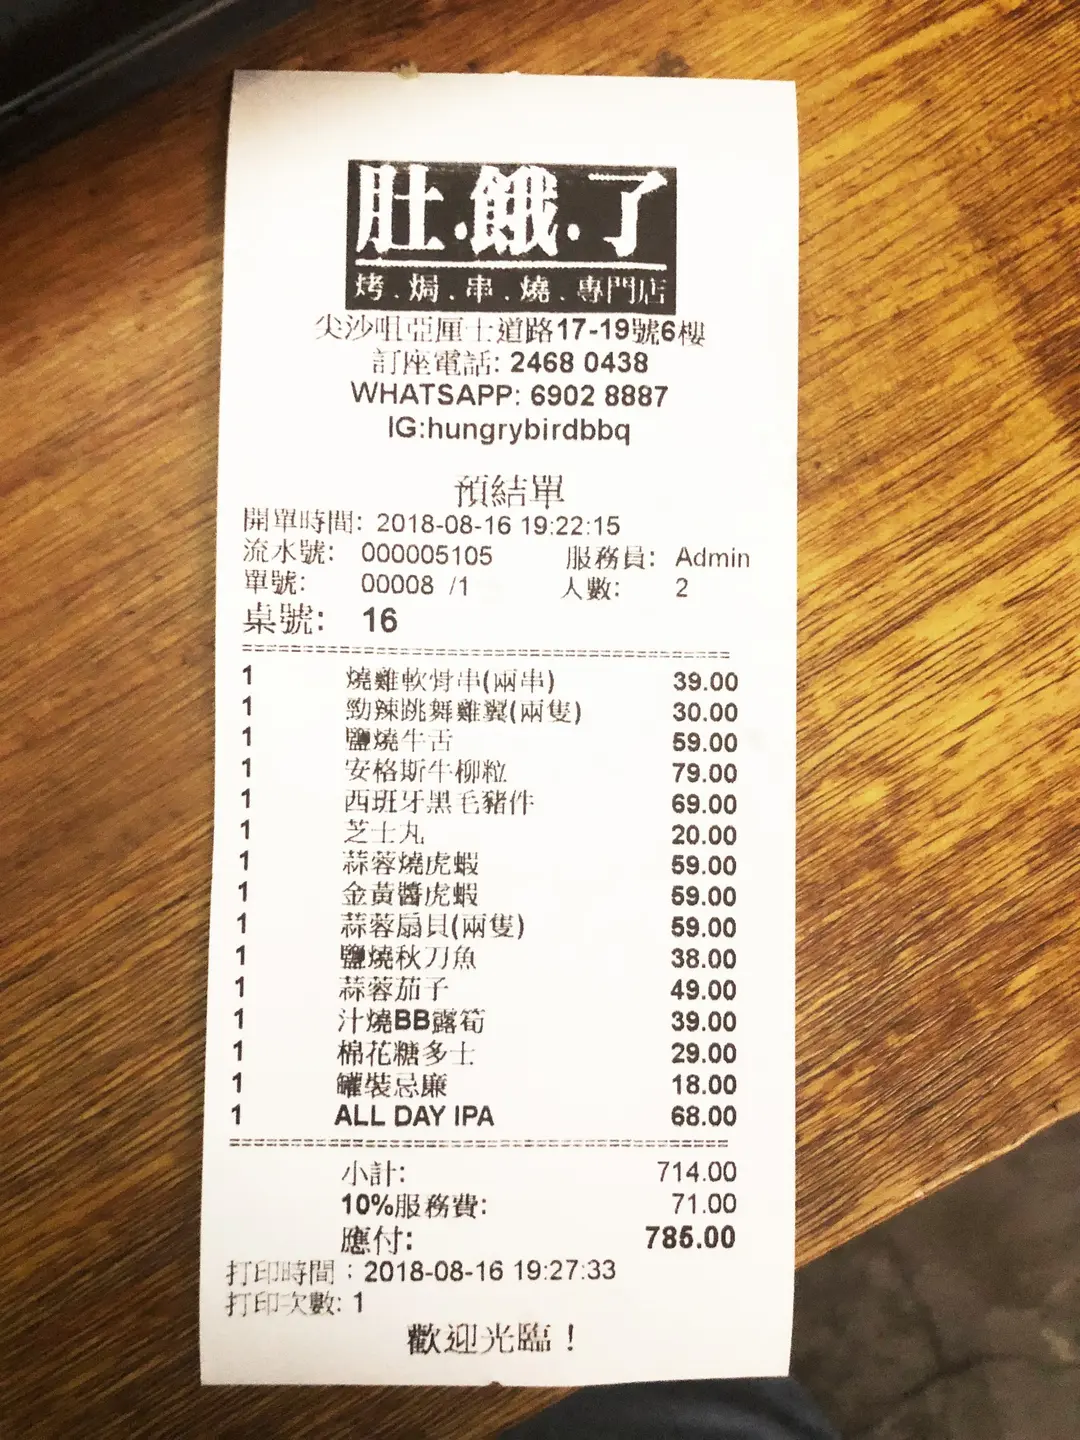 肚.餓.了
烤.焗.串.燒.專門店
尖沙咀亞厘士道路17-19號6樓
訂座電話: 2468 0438
WHATSAPP: 6902 8887
IG:hungrybirdbbq
預結單
開單時間: 2018-08-16 19:22:15
流水號: 000005105 服務員: Admin
單號: 00008 /1 人數: 2
桌號: 16
1 燒雞軟骨串(兩串) 39.00
1 勁辣跳舞雞翼(兩隻) 30.00
1 鹽燒牛舌 59.00
1 安格斯牛柳粒 79.00
1 西班牙黑毛豬件 69.00
1 芝士丸 20.00
1 蒜蓉燒虎蝦 59.00
1 金黃醬虎蝦 59.00
1 蒜蓉扇貝(兩隻) 59.00
1 鹽燒秋刀魚 38.00
1 蒜蓉茄子 49.00
1 汁燒BB露筍 39.00
1 棉花糖多士 29.00
1 罐裝忌廉 18.00
1 ALL DAY IPA 68.00
小計: 714.00
10%服務費: 71.00
應付: 785.00
打印時間：2018-08-16 19:27:33
打印次數: 1
歡迎光臨！